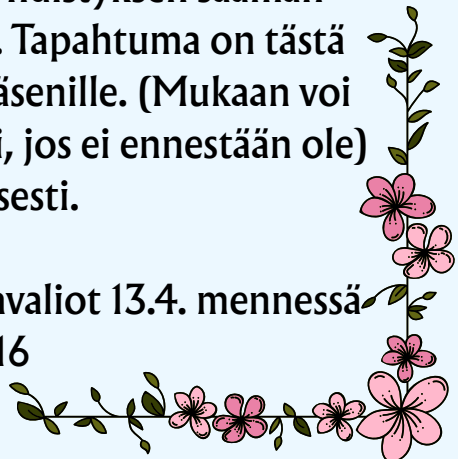 . Tapahtuma on tästä
äsenille. (Mukaan voi
i, jos ei ennestään ole)
sesti.
valiot 13.4. mennessä
16